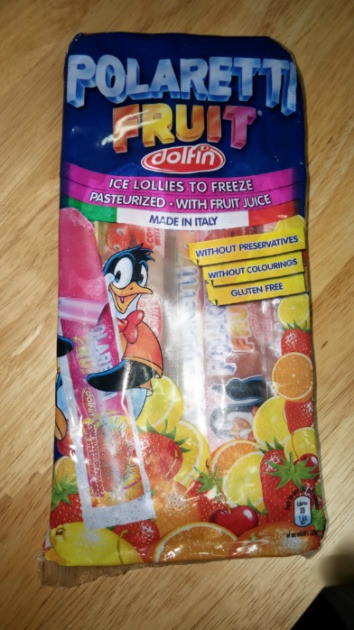 POLARETTI
FRUIT
dolfin
ICE LOLLIES TO FREEZE
PASTEURIZED · WITH FRUIT JUICE
MADE IN ITALY
WITHOUT PRESERVATIVES
WITHOUT COLOURINGS
GLUTEN FREE